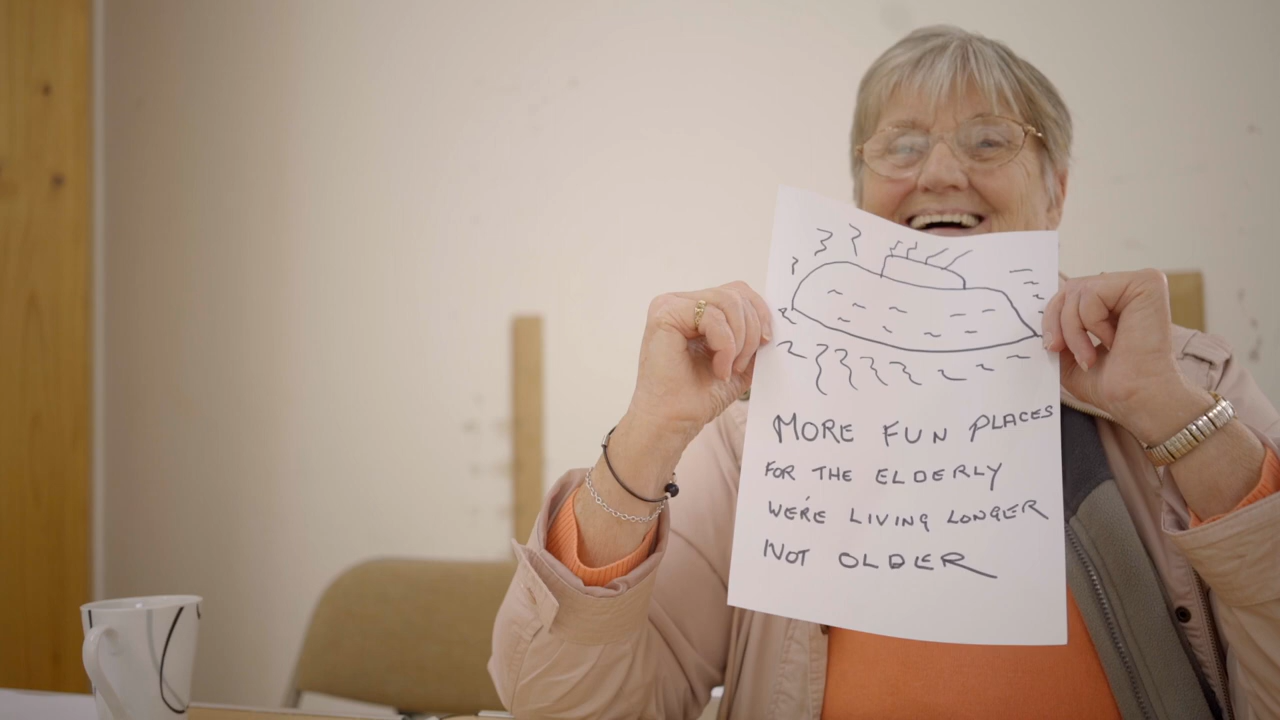 MORE FUN PLACES
FOR THE ELDERLY
WE'RE LIVING LONGER
NOT OLDER